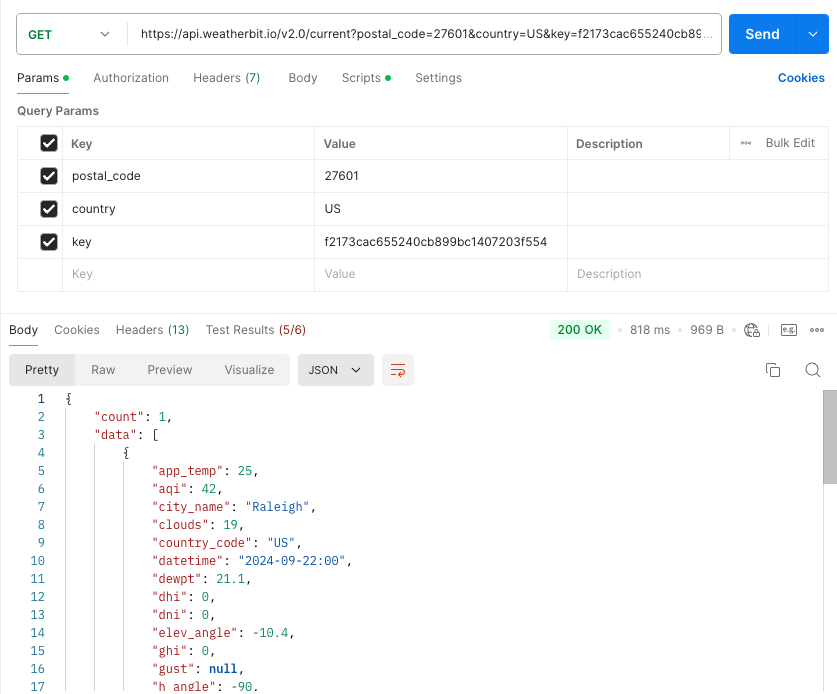 GET https://api.weatherbit.io/v2.0/current?postal_code=27601&country=US&key=f2173cac655240cb89... Send
Params Authorization Headers (7) Body Scripts Settings Cookies
Query Params
Key Value Description Bulk Edit
postal_code 27601
country US
key f2173cac655240cb899bc1407203f554
Key Value Description
Body Cookies Headers (13) Test Results (5/6) 200 OK 818 ms 969 B e.g.
Pretty Raw Preview Visualize JSON
1 {
2 "count": 1,
3 "data": [
4 {
5 "app_temp": 25,
6 "aqi": 42,
7 "city_name": "Raleigh",
8 "clouds": 19,
9 "country_code": "US",
10 "datetime": "2024-09-22:00",
11 "dewpt": 21.1,
12 "dhi": 0,
13 "dni": 0,
14 "elev_angle": -10.4,
15 "ghi": 0,
16 "gust": null,
17 "h_angle": -90,